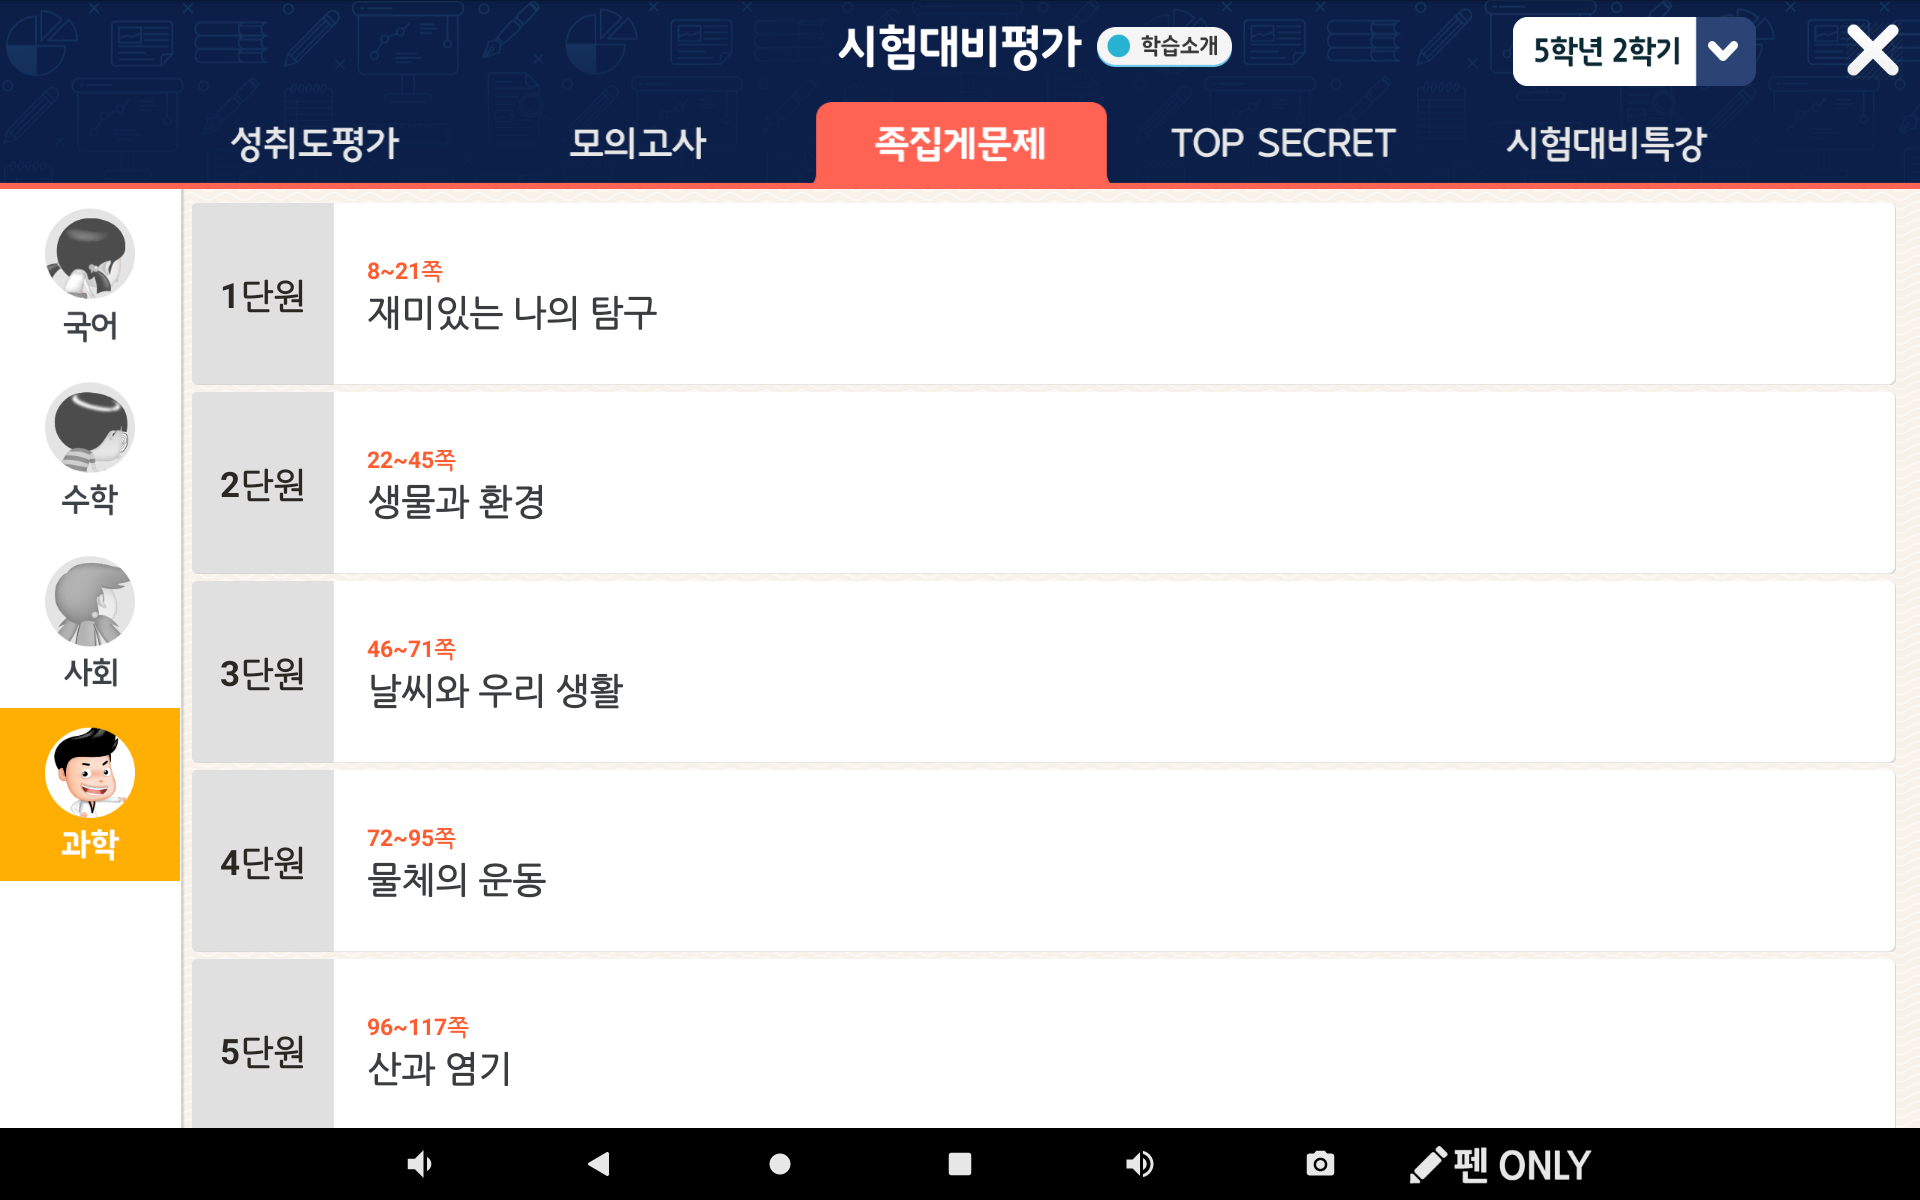 시험대비평가
학습소개
5학년 2학기
성취도평가
모의고사
족집게문제
TOP SECRET
시험대비특강
국어
수학
사회
과학
1단원
8~21쪽
재미있는 나의 탐구
2단원
22~45쪽
생물과 환경
3단원
46~71쪽
날씨와 우리 생활
4단원
72~95쪽
물체의 운동
5단원
96~117쪽
산과 염기
펜 ONLY